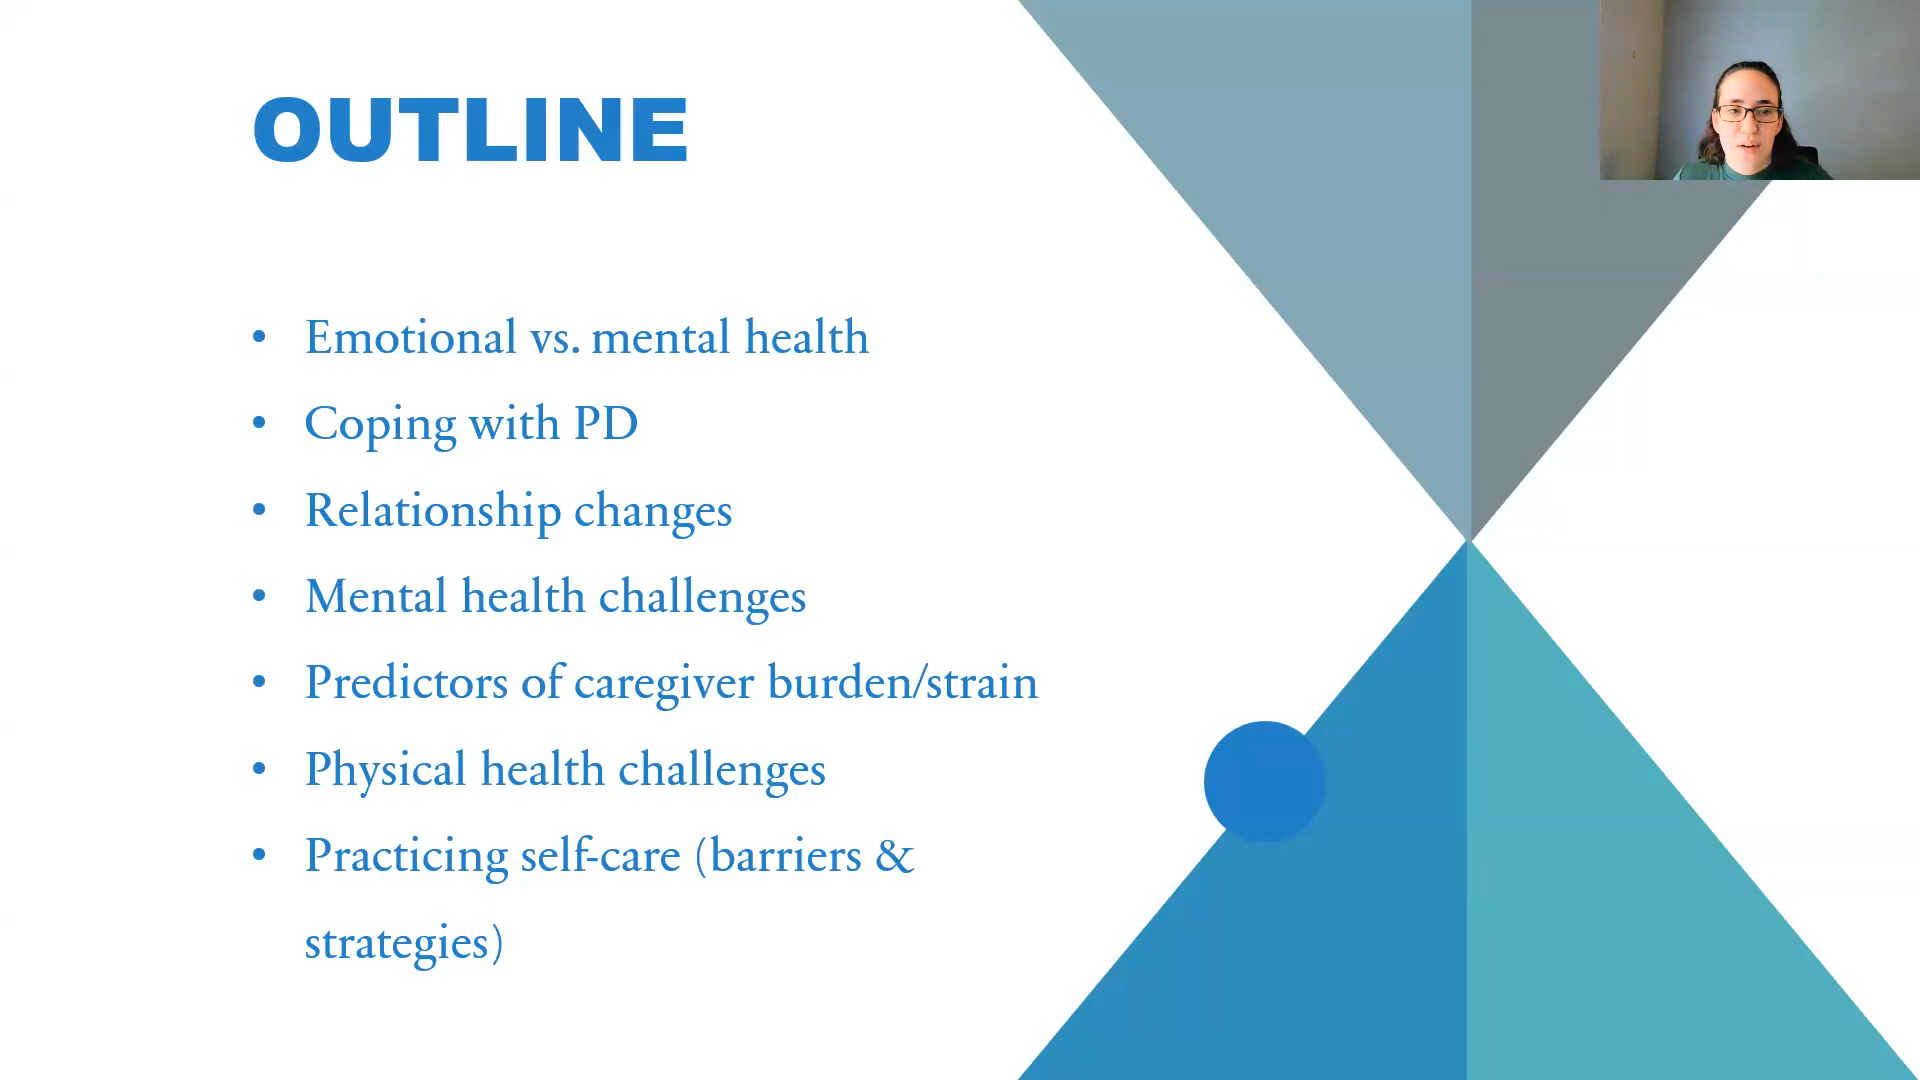 OUTLINE
• Emotional vs. mental health
• Coping with PD
• Relationship changes
• Mental health challenges
• Predictors of caregiver burden/strain
• Physical health challenges
• Practicing self-care (barriers &
strategies)